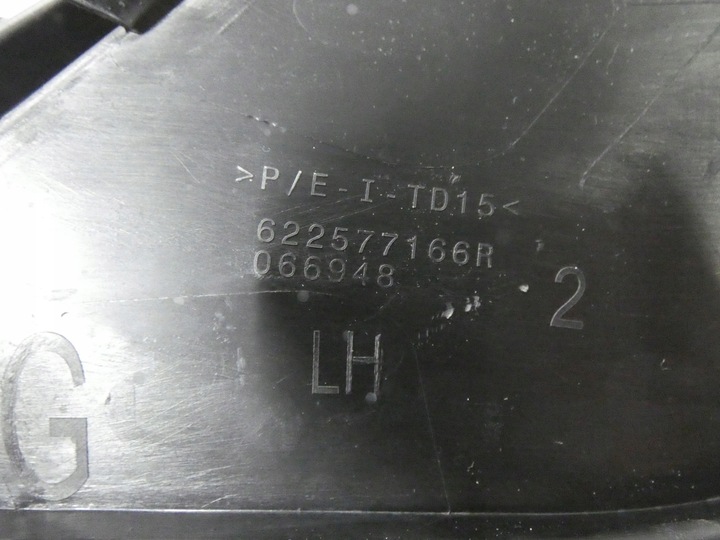 >P/E-I-TD15<
622577166R
066948
2
LH
G